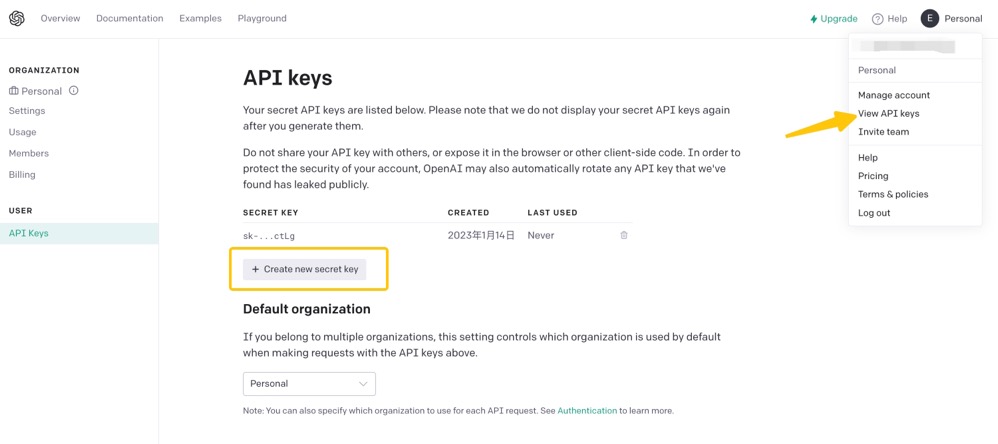 Overview Documentation Examples Playground Upgrade Help E Personal
ORGANIZATION
Personal
Settings
Usage
Members
Billing
USER
API Keys
API keys
Your secret API keys are listed below. Please note that we do not display your secret API keys again
after you generate them.
Do not share your API key with others, or expose it in the browser or other client-side code. In order to
protect the security of your account, OpenAI may also automatically rotate any API key that we've
found has leaked publicly.
SECRET KEY CREATED LAST USED
sk-...ctLg 2023年1月14日 Never
+ Create new secret key
Default organization
If you belong to multiple organizations, this setting controls which organization is used by default
when making requests with the API keys above.
Personal
Note: You can also specify which organization to use for each API request. See Authentication to learn more.
Personal
Manage account
View API keys
Invite team
Help
Pricing
Terms & policies
Log out